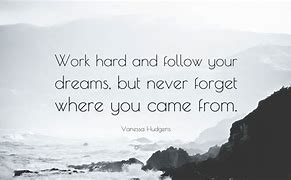 Work hard and follow your
dreams, but never forget
where you came from.
Vanessa Hudgens